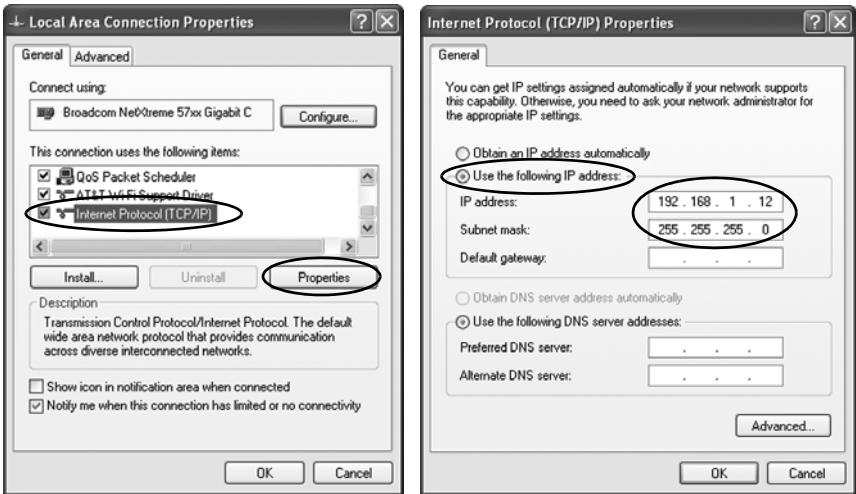 Local Area Connection Properties
General Advanced
Connect using:
Broadcom NetXtreme 57xx Gigabit C
Configure...
This connection uses the following items:
QoS Packet Scheduler
AT&T Wi-Fi Support Driver
Internet Protocol (TCP/IP)
Install... Uninstall Properties
Description
Transmission Control Protocol/Internet Protocol. The default
wide area network protocol that provides communication
across diverse interconnected networks.
Show icon in notification area when connected
Notify me when this connection has limited or no connectivity
OK Cancel
Internet Protocol (TCP/IP) Properties
General
You can get IP settings assigned automatically if your network supports
this capability. Otherwise, you need to ask your network administrator for
the appropriate IP settings.
Obtain an IP address automatically
Use the following IP address:
IP address: 192 . 168 . 1 . 12
Subnet mask: 255 . 255 . 255 . 0
Default gateway: . . .
Obtain DNS server address automatically
Use the following DNS server addresses:
Preferred DNS server: . . .
Alternate DNS server: . . .
Advanced...
OK Cancel